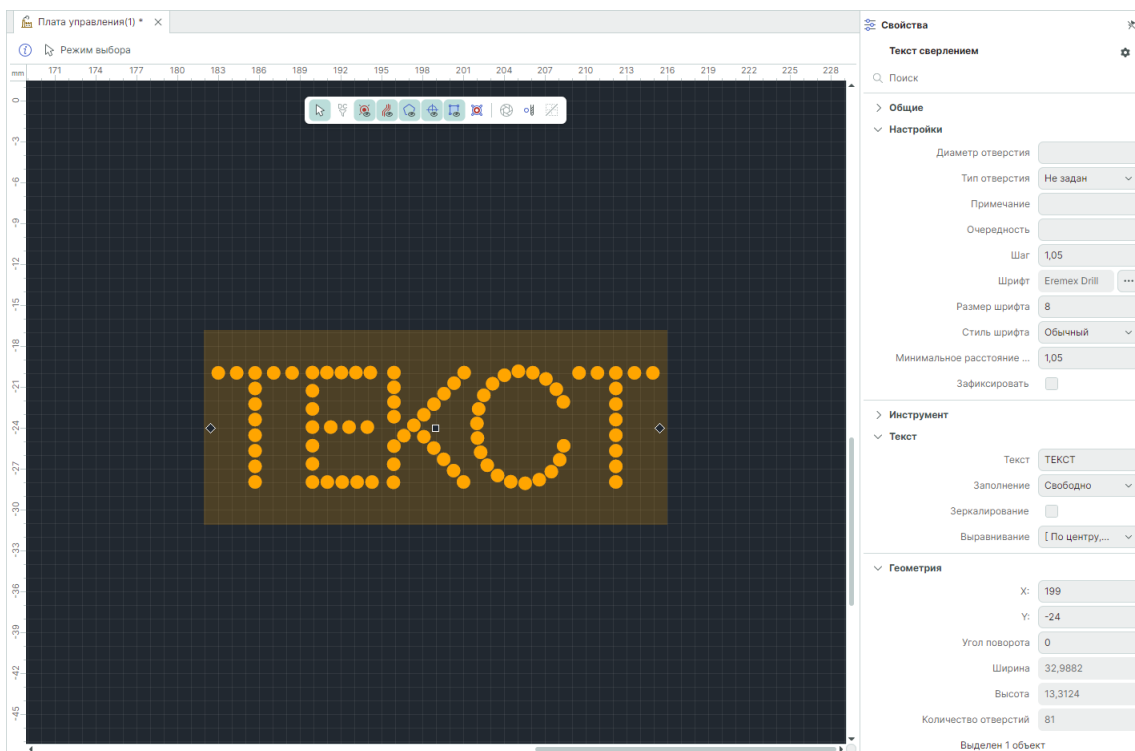 Плата управления(1) *
Режим выбора
mm 171 174 177 180 183 186 189 192 195 198 201 204 207 210 213 216 219 222 225 228
0
-3
-6
-9
-12
-15
-18
-21
-24
-27
-30
-33
-36
-39
-42
-45
ТЕКСТ
Свойства
Текст сверлением
Поиск
Общие
Настройки
Диаметр отверстия
Тип отверстия Не задан
Примечание
Очередность
Шаг 1,05
Шрифт Eremex Drill ...
Размер шрифта 8
Стиль шрифта Обычный
Минимальное расстояние ... 1,05
Зафиксировать
Инструмент
Текст
Текст ТЕКСТ
Заполнение Свободно
Зеркалирование
Выравнивание [ По центру,...
Геометрия
X: 199
Y: -24
Угол поворота 0
Ширина 32,9882
Высота 13,3124
Количество отверстий 81
Выделен 1 объект